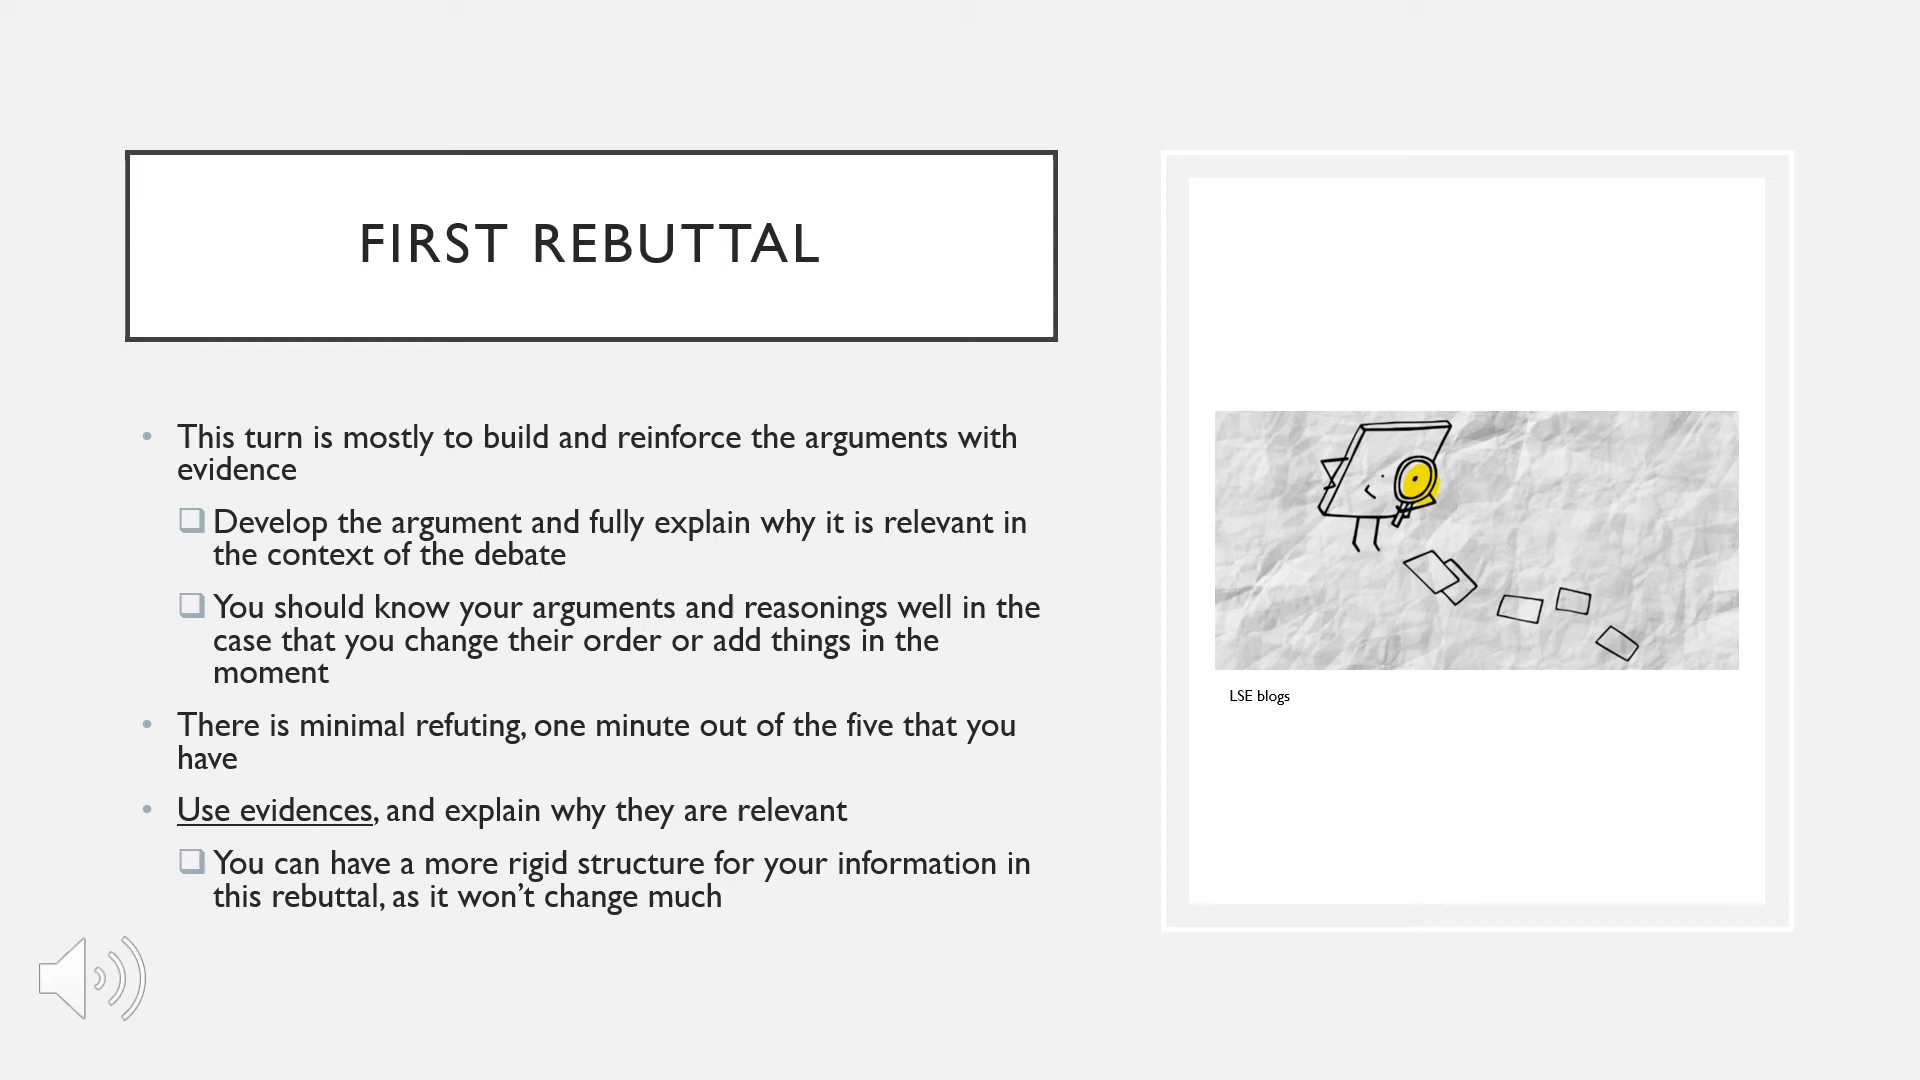 FIRST REBUTTAL
• This turn is mostly to build and reinforce the arguments with
evidence
❑ Develop the argument and fully explain why it is relevant in
the context of the debate
❑ You should know your arguments and reasonings well in the
case that you change their order or add things in the
moment
• There is minimal refuting, one minute out of the five that you
have
• Use evidences, and explain why they are relevant
❑ You can have a more rigid structure for your information in
this rebuttal, as it won’t change much
LSE blogs